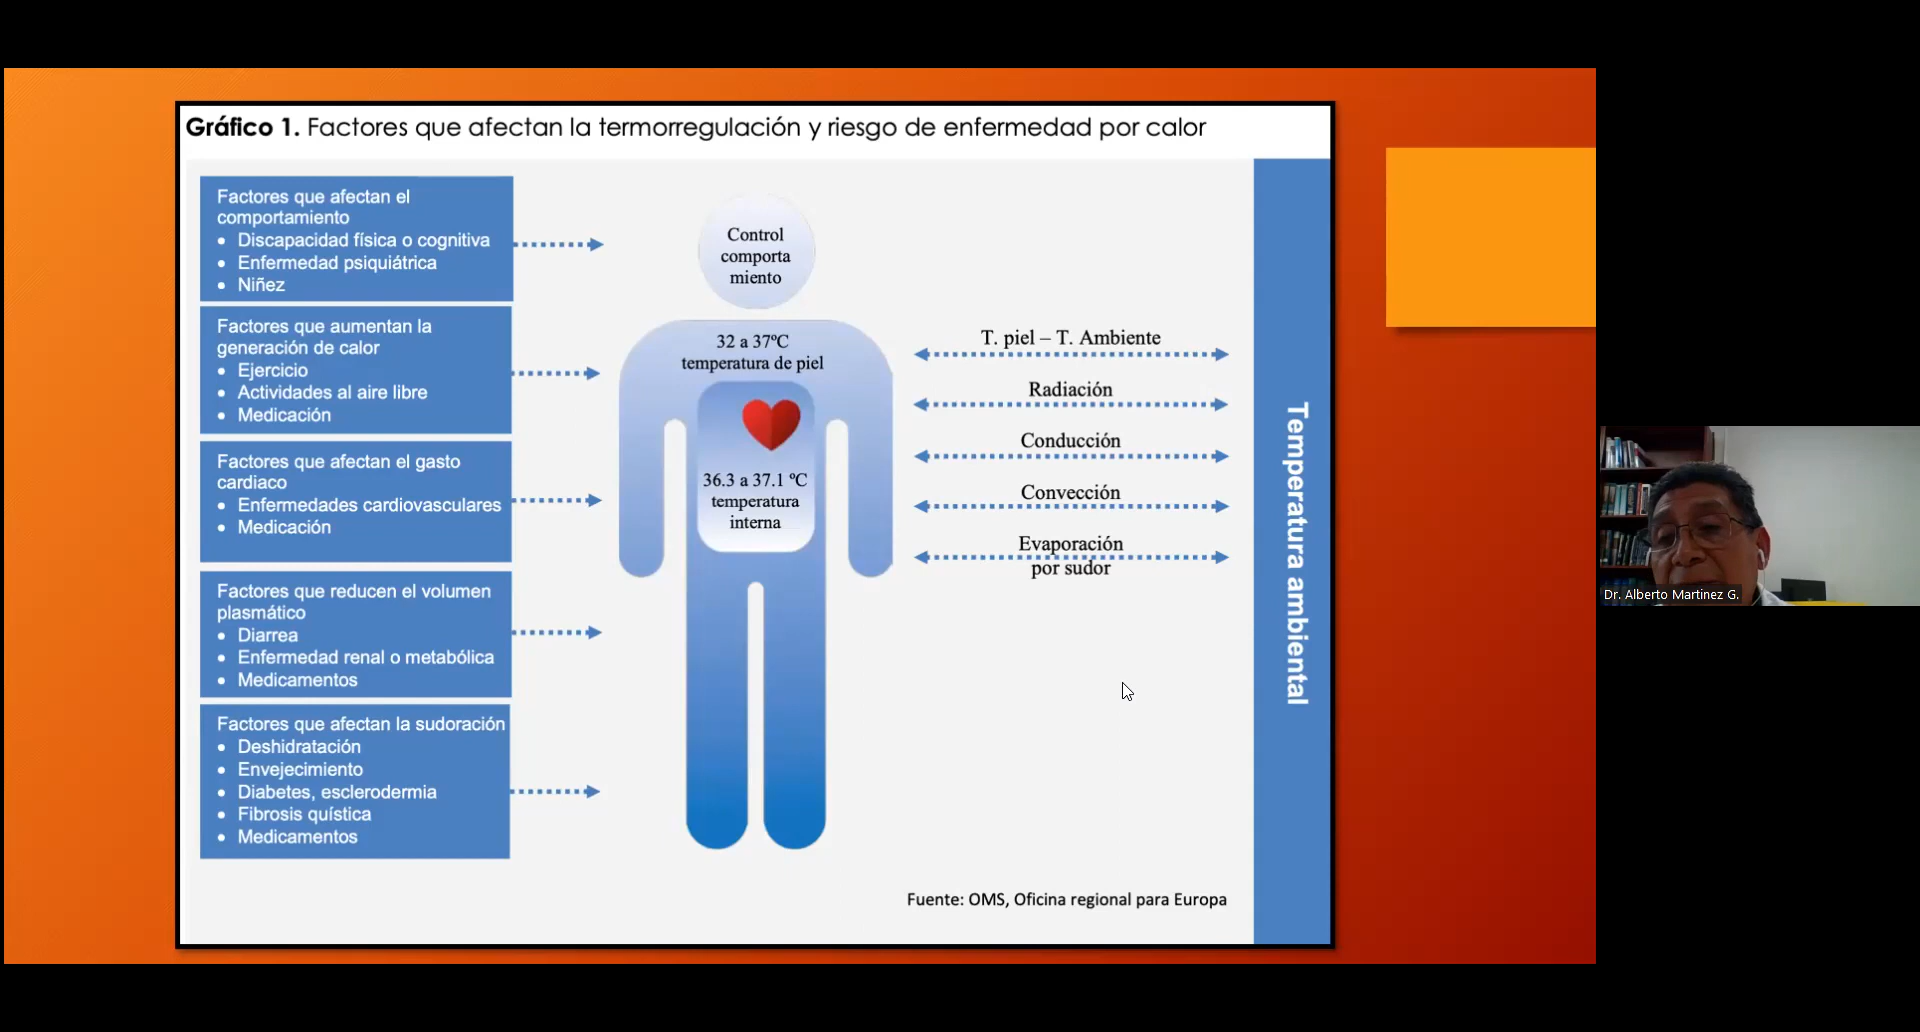 Gráfico 1. Factores que afectan la termorregulación y riesgo de enfermedad por calor
Factores que afectan el
comportamiento
• Discapacidad física o cognitiva
• Enfermedad psiquiátrica
• Niñez
Factores que aumentan la
generación de calor
• Ejercicio
• Actividades al aire libre
• Medicación
Factores que afectan el gasto
cardiaco
• Enfermedades cardiovasculares
• Medicación
Factores que reducen el volumen
plasmático
• Diarrea
• Enfermedad renal o metabólica
• Medicamentos
Factores que afectan la sudoración
• Deshidratación
• Envejecimiento
• Diabetes, esclerodermia
• Fibrosis quística
• Medicamentos
Control
comporta
miento
32 a 37ºC
temperatura de piel
36.3 a 37.1 ºC
temperatura
interna
T. piel – T. Ambiente
Radiación
Conducción
Convección
Evaporación
por sudor
Temperatura ambiental
Fuente: OMS, Oficina regional para Europa
Dr. Alberto Martinez G.